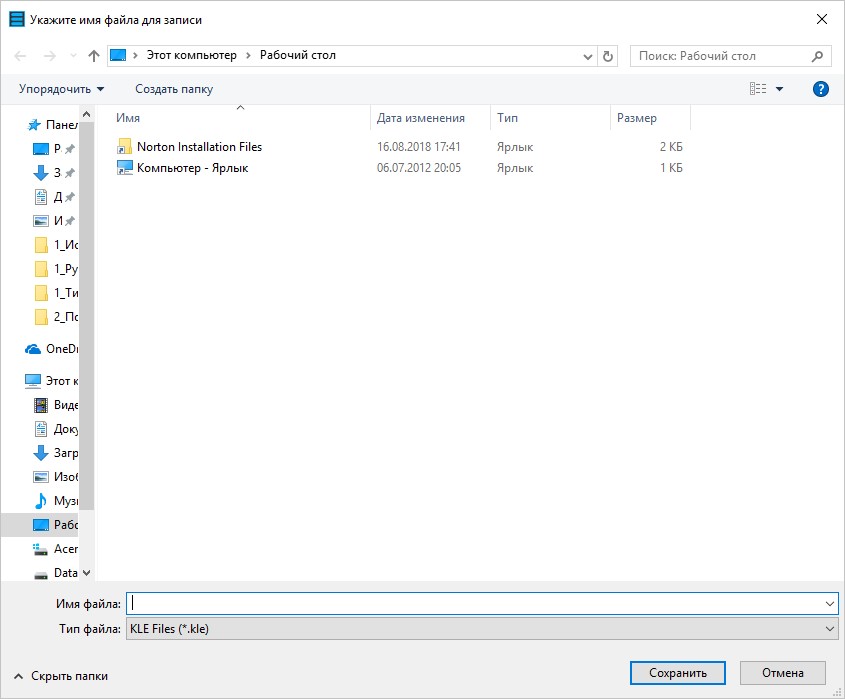 Укажите имя файла для записи
Этот компьютер > Рабочий стол
Поиск: Рабочий стол
Упорядочить Создать папку
Имя Дата изменения Тип Размер
Norton Installation Files 16.08.2018 17:41 Ярлык 2 КБ
Компьютер - Ярлык 06.07.2012 20:05 Ярлык 1 КБ
Панел
Р
З
Д
И
1_Ис
1_Ру
1_Ти
2_По
OneDr
Этот к
Виде
Доку
Загр
Изоб
Музы
Рабо
Acer
Data
Имя файла:
Тип файла: KLE Files (*.kle)
Скрыть папки
Сохранить Отмена